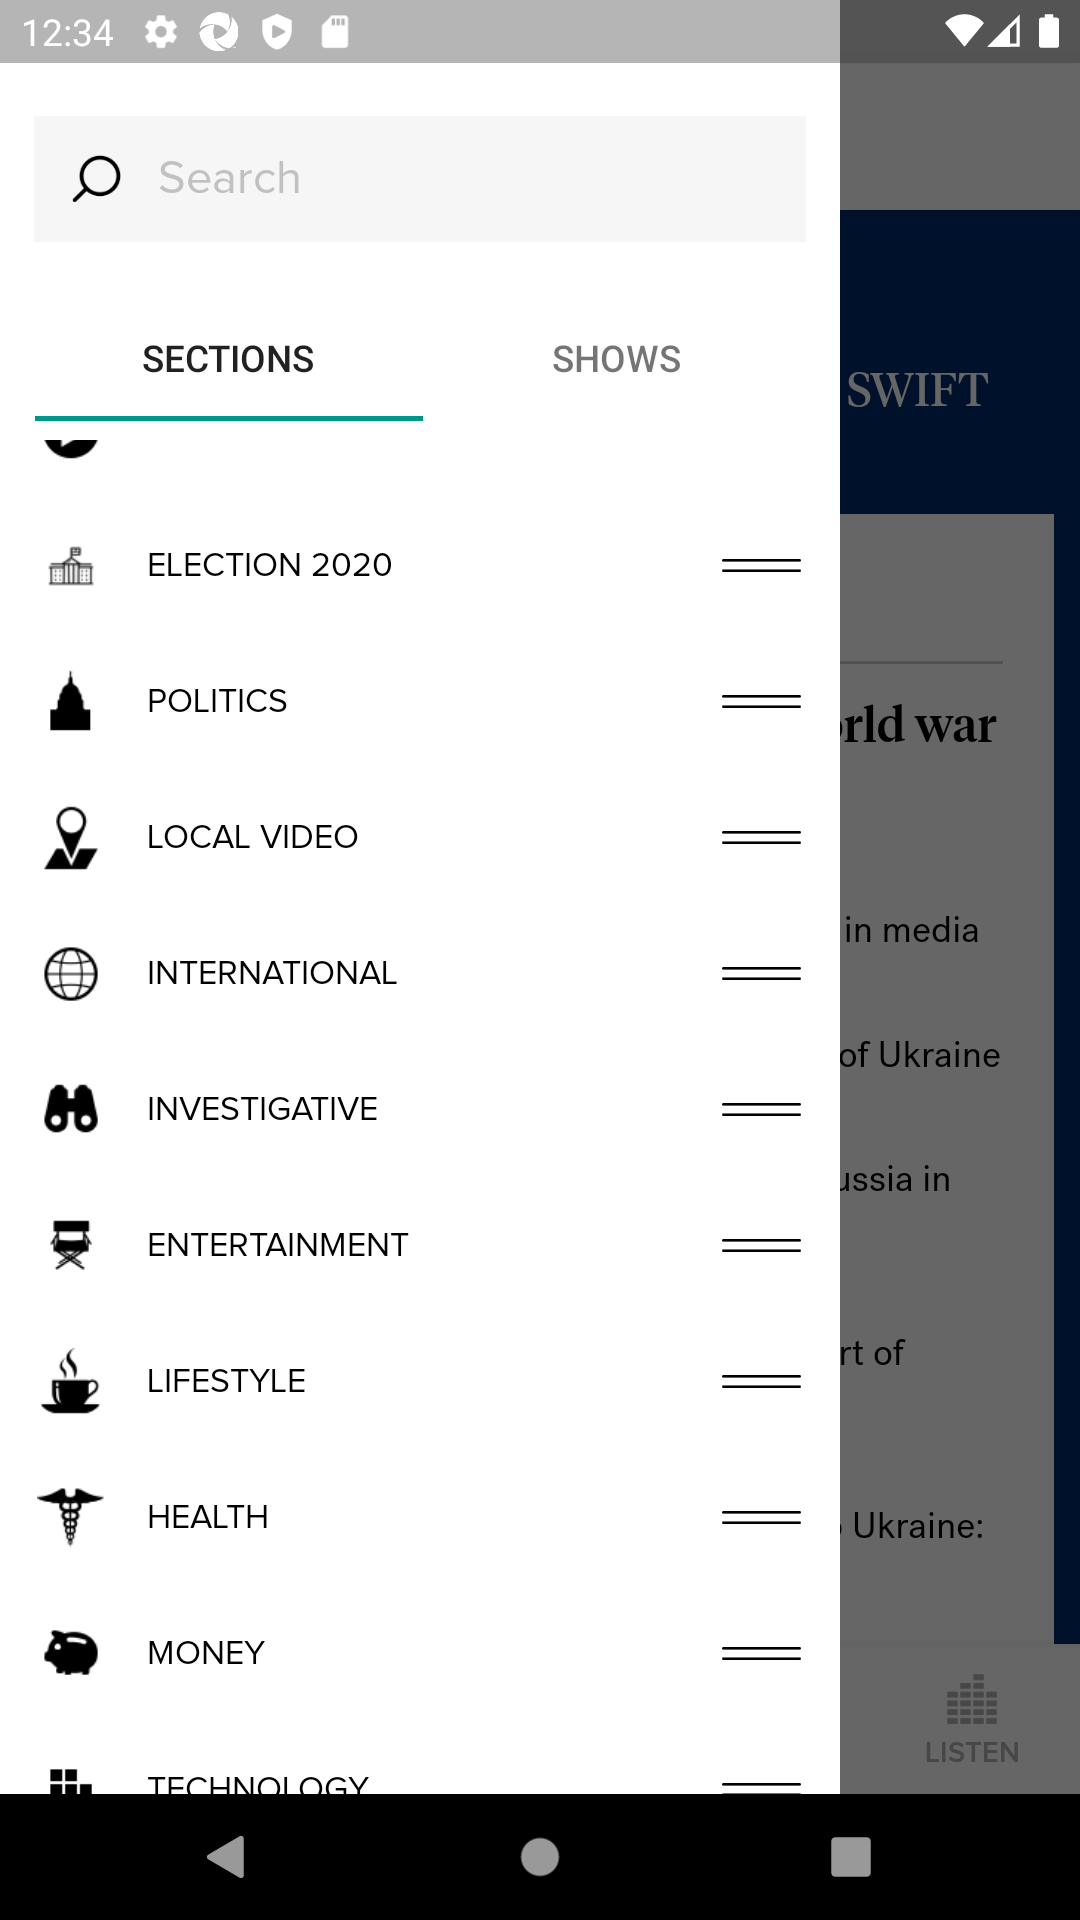 12:34
Search
SECTIONS SHOWS
SWIFT
ELECTION 2020
POLITICS
rld war
LOCAL VIDEO
in media
INTERNATIONAL
of Ukraine
INVESTIGATIVE
ussia in
ENTERTAINMENT
rt of
LIFESTYLE
HEALTH
Ukraine:
MONEY
LISTEN
TECHNOLOGY